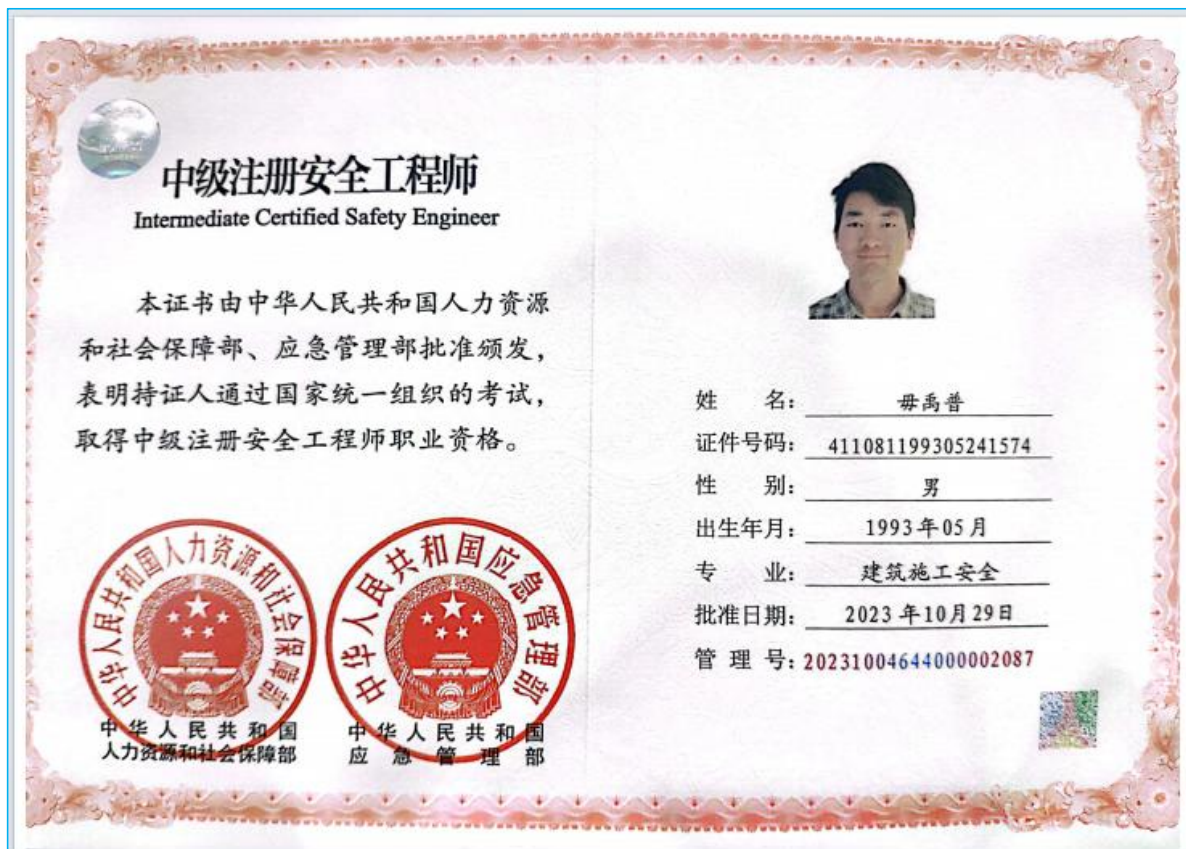 中级注册安全工程师
Intermediate Certified Safety Engineer
本证书由中华人民共和国人力资源
和社会保障部、应急管理部批准颁发，
表明持证人通过国家统一组织的考试，
取得中级注册安全工程师职业资格。
中华人民共和国人力资源和社会保障部
中华人民共和国应急管理部
中华人民共和国
人力资源和社会保障部
中华人民共和国
应急管理部
姓 名： 毋禹普
证件号码： 411081199305241574
性 别： 男
出生年月： 1993年05月
专 业： 建筑施工安全
批准日期： 2023年10月29日
管 理 号：20231004644000002087